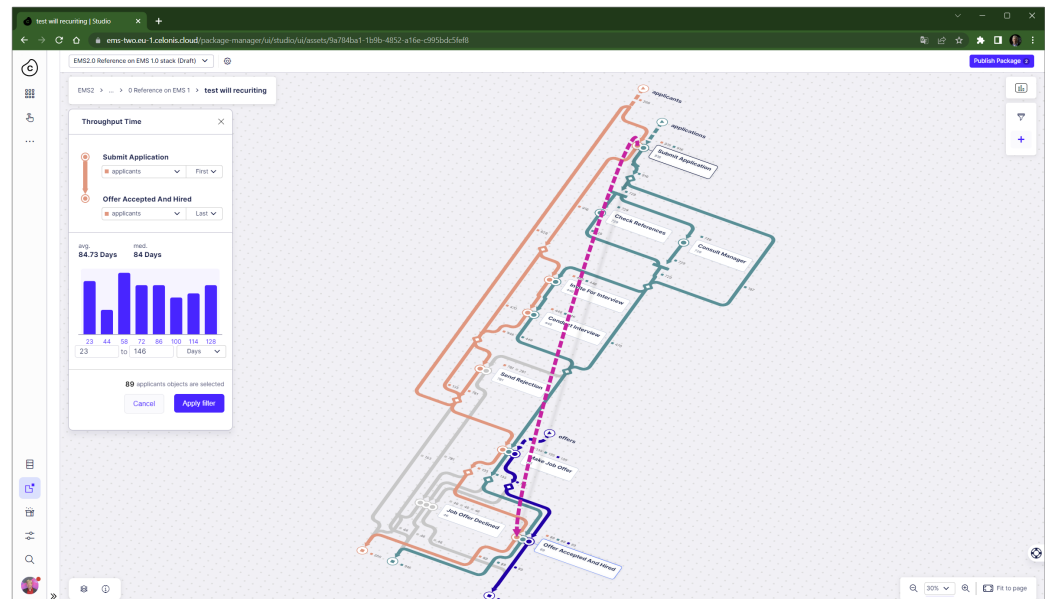 test will recuriting | Studio
ems-two.eu-1.celonis.cloud/package-manager/ui/studio/ui/assets/9a784ba1-1b9b-4852-a16e-c995bdc5fef8
EMS2.0 Reference on EMS 1.0 stack (Draft)
Publish Package 2
EMS2 > ... > 0 Reference on EMS 1 > test will recuriting
Throughput Time
Submit Application
applicants First
Offer Accepted And Hired
applicants Last
avg. med.
84.73 Days 84 Days
23 44 58 72 86 100 114 128
23 to 146 Days
89 applicants objects are selected
Cancel Apply filter
applicants
applications
Submit Application
Check References
Consult Manager
Invite For Interview
Conduct Interview
Send Rejection
offers
Make Job Offer
Job Offer Declined
Offer Accepted And Hired
30% Fit to page